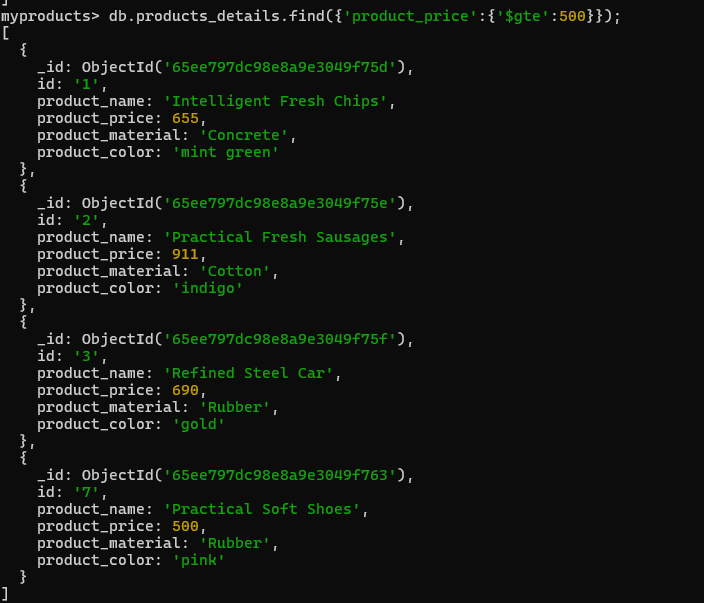 ]
myproducts> db.products_details.find({'product_price':{'$gte':500}});
[
  {
    _id: ObjectId('65ee797dc98e8a9e3049f75d'),
    id: '1',
    product_name: 'Intelligent Fresh Chips',
    product_price: 655,
    product_material: 'Concrete',
    product_color: 'mint green'
  },
  {
    _id: ObjectId('65ee797dc98e8a9e3049f75e'),
    id: '2',
    product_name: 'Practical Fresh Sausages',
    product_price: 911,
    product_material: 'Cotton',
    product_color: 'indigo'
  },
  {
    _id: ObjectId('65ee797dc98e8a9e3049f75f'),
    id: '3',
    product_name: 'Refined Steel Car',
    product_price: 690,
    product_material: 'Rubber',
    product_color: 'gold'
  },
  {
    _id: ObjectId('65ee797dc98e8a9e3049f763'),
    id: '7',
    product_name: 'Practical Soft Shoes',
    product_price: 500,
    product_material: 'Rubber',
    product_color: 'pink'
  }
]